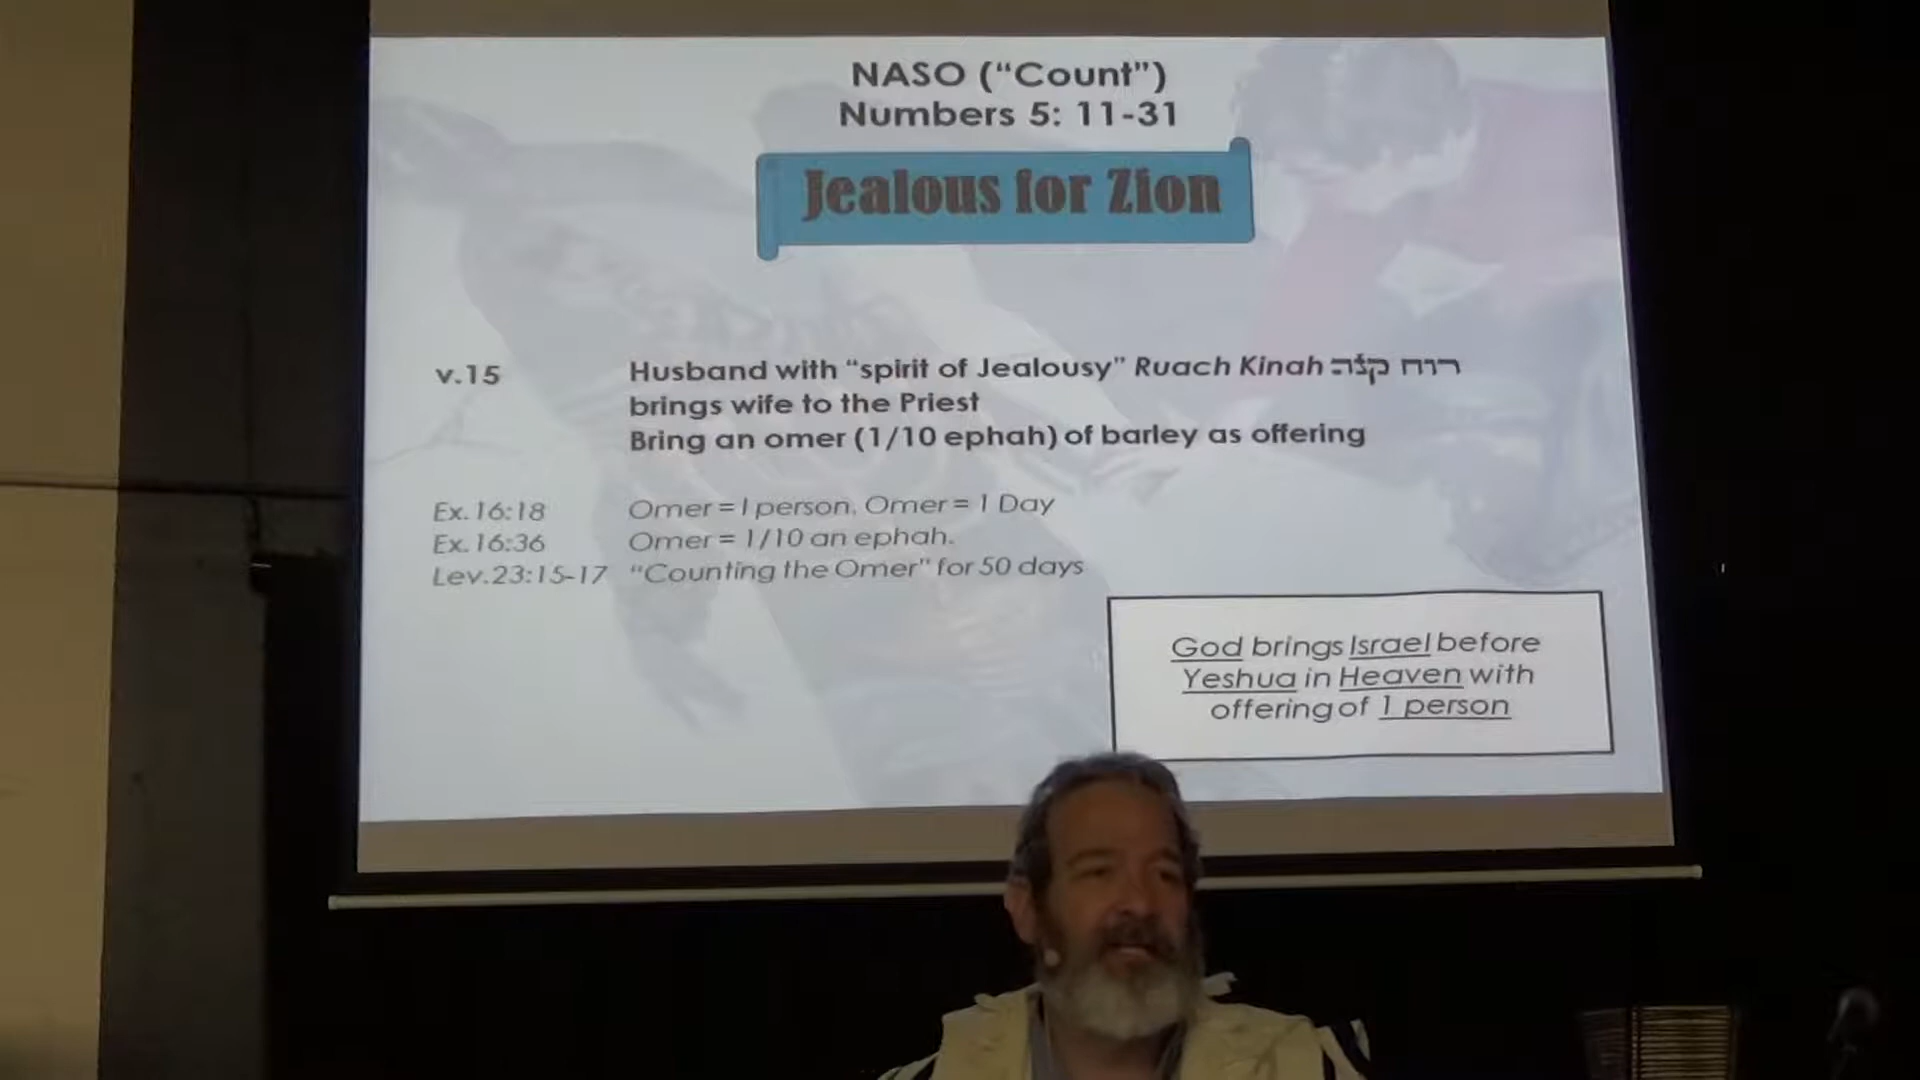 NASO ("Count")
Numbers 5: 11-31
Jealous for Zion
v.15 Husband with "spirit of Jealousy" Ruach Kinah רוח
brings wife to the Priest
Bring an omer (1/10 ephah) of barley as offering
Ex.16:18 Omer = 1 person, Omer = 1 Day
Ex.16:36 Omer = 1/10 an ephah.
Lev.23:15-17 "Counting the Omer" for 50 days
God brings Israel before
Yeshua in Heaven with
offering of 1 person